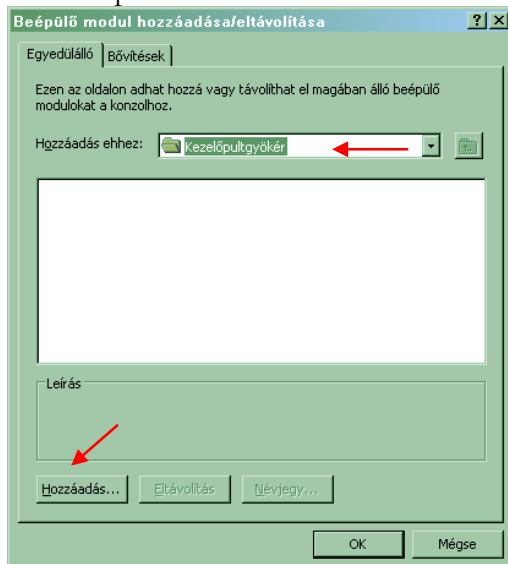 Beépülő modul hozzáadása/eltávolítása
Egyedülálló Bővítések
Ezen az oldalon adhat hozzá vagy távolíthat el magában álló beépülő
modulokat a konzolhoz.
Hozzáadás ehhez: Kezelőpultgyökér
Leírás
Hozzáadás... Eltávolítás Névjegy...
OK Mégse